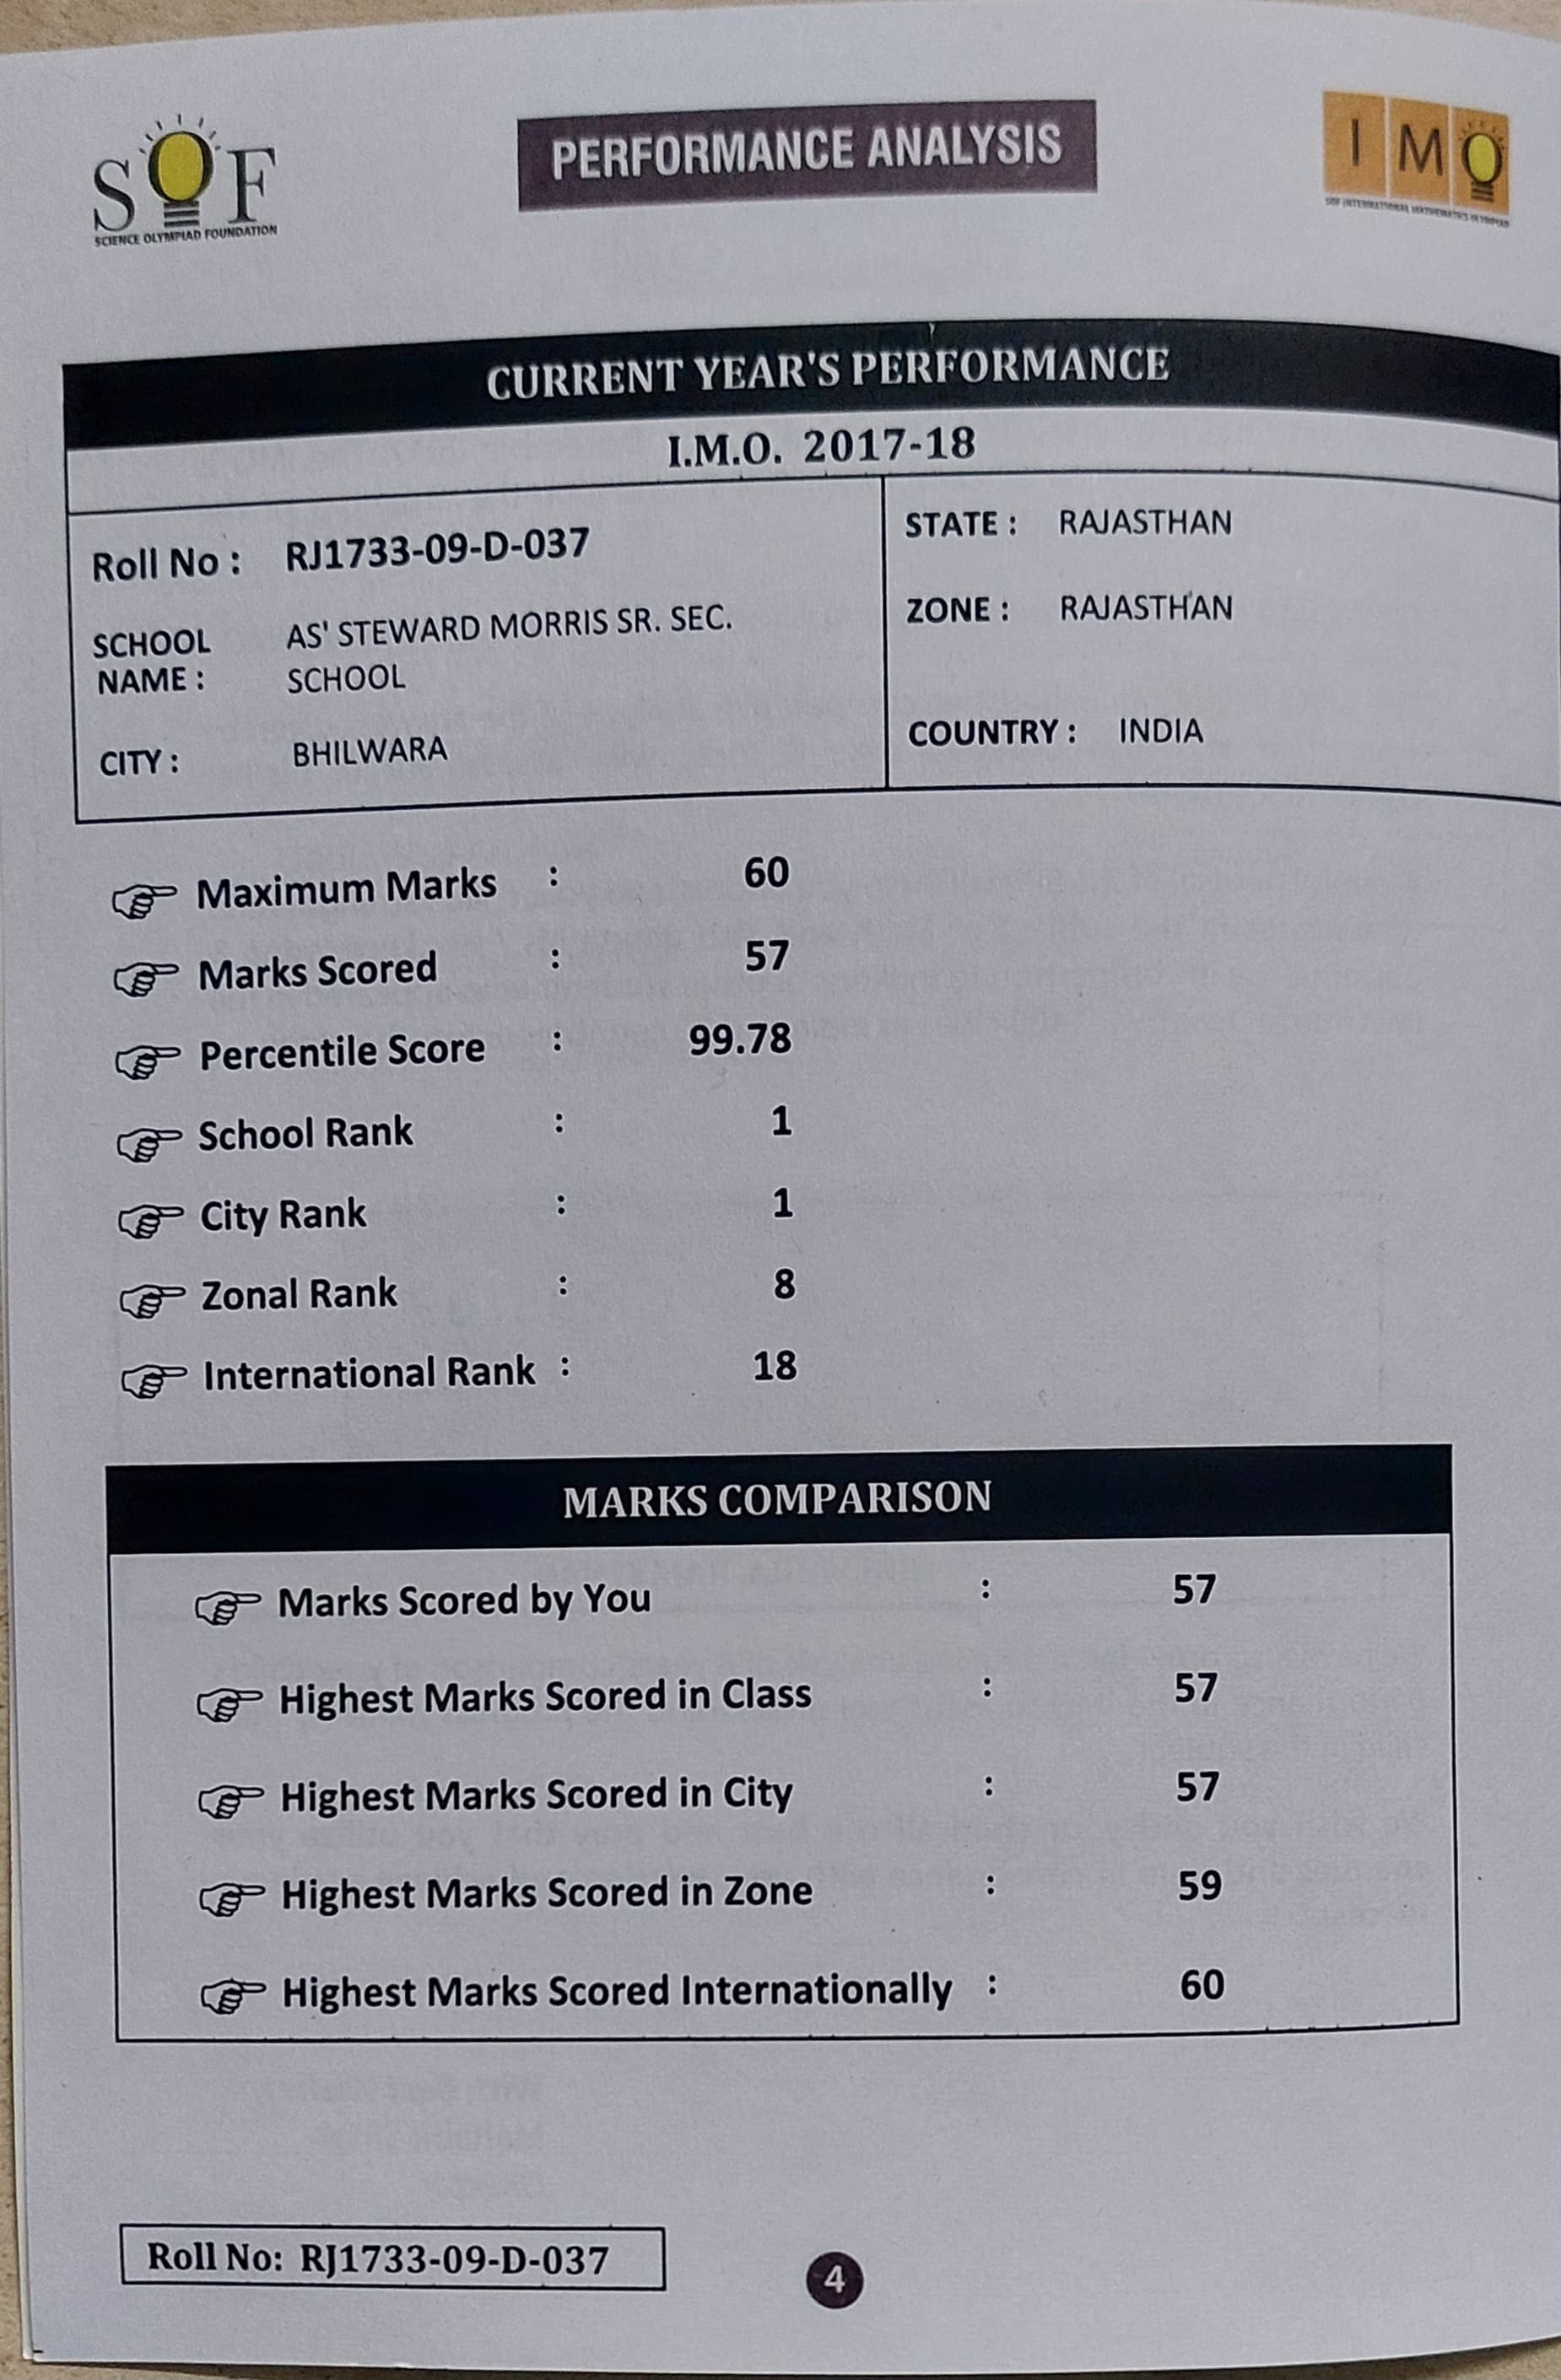 SOF
SCIENCE OLYMPIAD FOUNDATION
PERFORMANCE ANALYSIS
IMO
SOF INTERNATIONAL MATHEMATICS OLYMPIAD
CURRENT YEAR'S PERFORMANCE
I.M.O. 2017-18
Roll No : RJ1733-09-D-037
SCHOOL NAME : AS' STEWARD MORRIS SR. SEC.
SCHOOL
CITY : BHILWARA
STATE : RAJASTHAN
ZONE : RAJASTHAN
COUNTRY : INDIA
Maximum Marks : 60
Marks Scored : 57
Percentile Score : 99.78
School Rank : 1
City Rank : 1
Zonal Rank : 8
International Rank : 18
MARKS COMPARISON
Marks Scored by You : 57
Highest Marks Scored in Class : 57
Highest Marks Scored in City : 57
Highest Marks Scored in Zone : 59
Highest Marks Scored Internationally : 60
Roll No: RJ1733-09-D-037
4